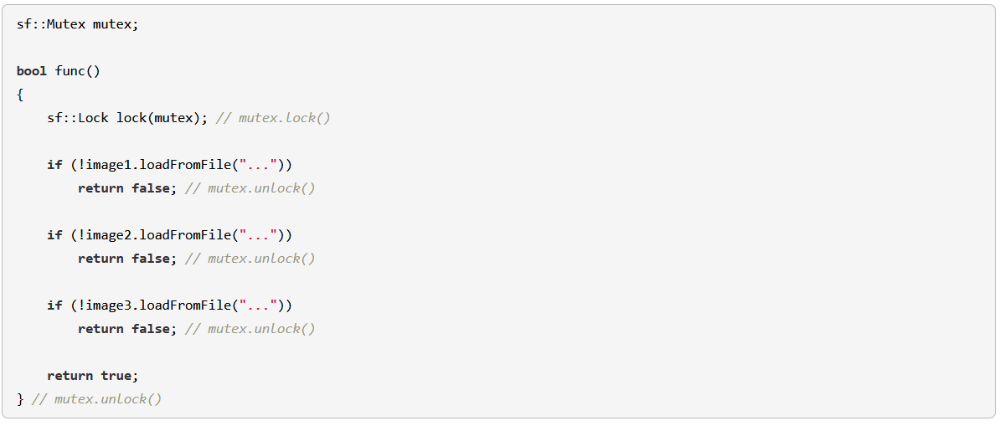 sf::Mutex mutex;
bool func()
{
sf::Lock lock(mutex); // mutex.lock()
if (!image1.loadFromFile("..."))
return false; // mutex.unlock()
if (!image2.loadFromFile("..."))
return false; // mutex.unlock()
if (!image3.loadFromFile("..."))
return false; // mutex.unlock()
return true;
} // mutex.unlock()